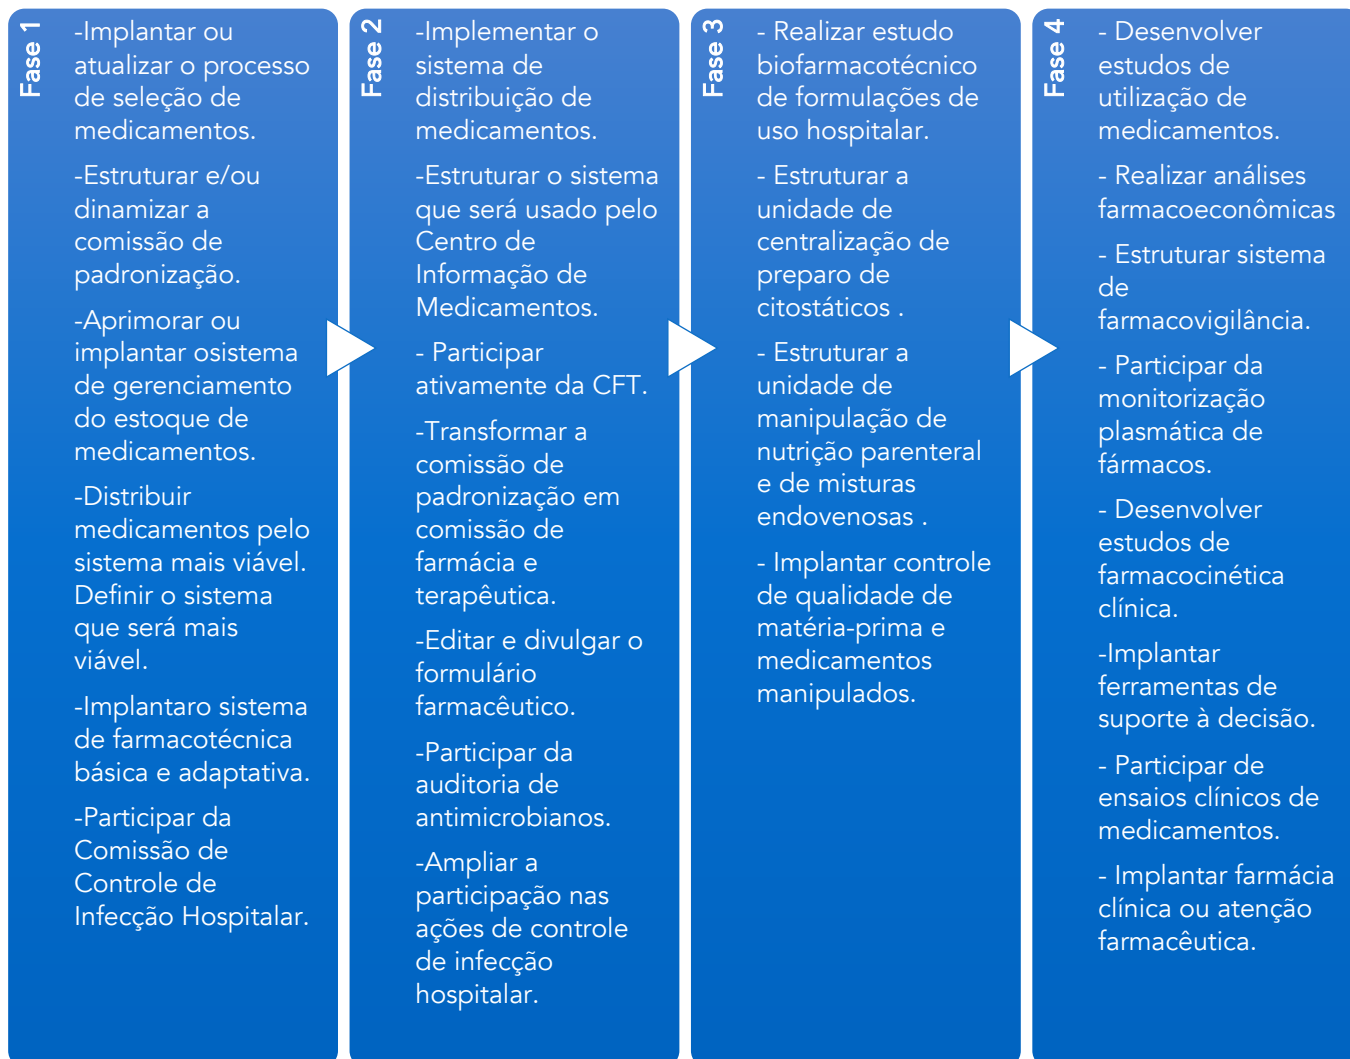 Fase 1
-Implantar ou
atualizar o processo
de seleção de
medicamentos.
-Estruturar e/ou
dinamizar a
comissão de
padronização.
-Aprimorar ou
implantar osistema
de gerenciamento
do estoque de
medicamentos.
-Distribuir
medicamentos pelo
sistema mais viável.
Definir o sistema
que será mais
viável.
-Implantaro sistema
de farmacotécnica
básica e adaptativa.
-Participar da
Comissão de
Controle de
Infecção Hospitalar.
Fase 2
-Implementar o
sistema de
distribuição de
medicamentos.
-Estruturar o sistema
que será usado pelo
Centro de
Informação de
Medicamentos.
- Participar
ativamente da CFT.
-Transformar a
comissão de
padronização em
comissão de
farmácia e
terapêutica.
-Editar e divulgar o
formulário
farmacêutico.
-Participar da
auditoria de
antimicrobianos.
-Ampliar a
participação nas
ações de controle
de infecção
hospitalar.
Fase 3
- Realizar estudo
biofarmacotécnico
de formulações de
uso hospitalar.
- Estruturar a
unidade de
centralização de
preparo de
citostáticos .
- Estruturar a
unidade de
manipulação de
nutrição parenteral
e de misturas
endovenosas .
- Implantar controle
de qualidade de
matéria-prima e
medicamentos
manipulados.
Fase 4
- Desenvolver
estudos de
utilização de
medicamentos.
- Realizar análises
farmacoeconômicas
- Estruturar sistema
de
farmacovigilância.
- Participar da
monitorização
plasmática de
fármacos.
- Desenvolver
estudos de
farmacocinética
clínica.
-Implantar
ferramentas de
suporte à decisão.
- Participar de
ensaios clínicos de
medicamentos.
- Implantar farmácia
clínica ou atenção
farmacêutica.